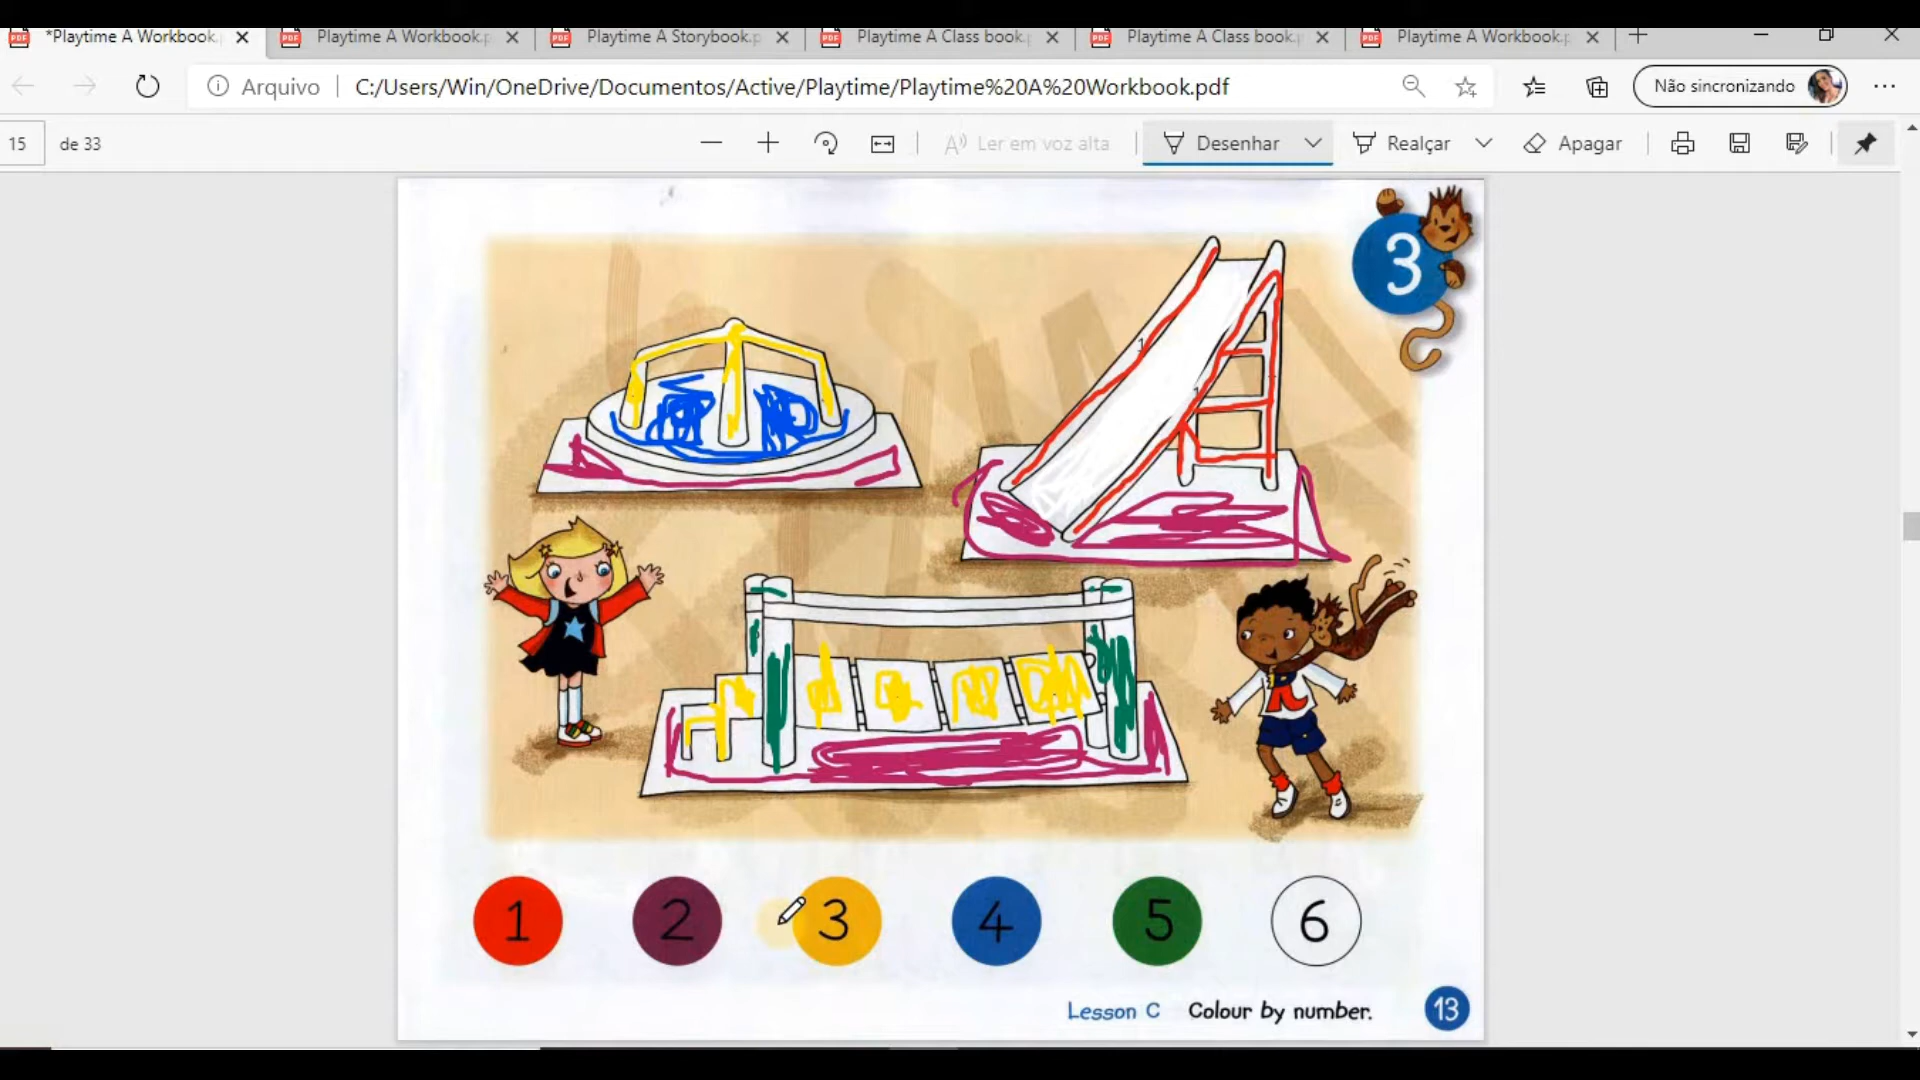 *Playtime A Workbook.
Playtime A Workbook.p
Playtime A Storybook.p
Playtime A Class book.
Playtime A Class book.p
Playtime A Workbook.p
Arquivo
C:/Users/Win/OneDrive/Documentos/Active/Playtime/Playtime%20A%20Workbook.pdf
Não sincronizando
15 de 33
Ler em voz alta
Desenhar
Realçar
Apagar
3
1
1
1 2 3 4 5 6
Lesson C Colour by number.
13